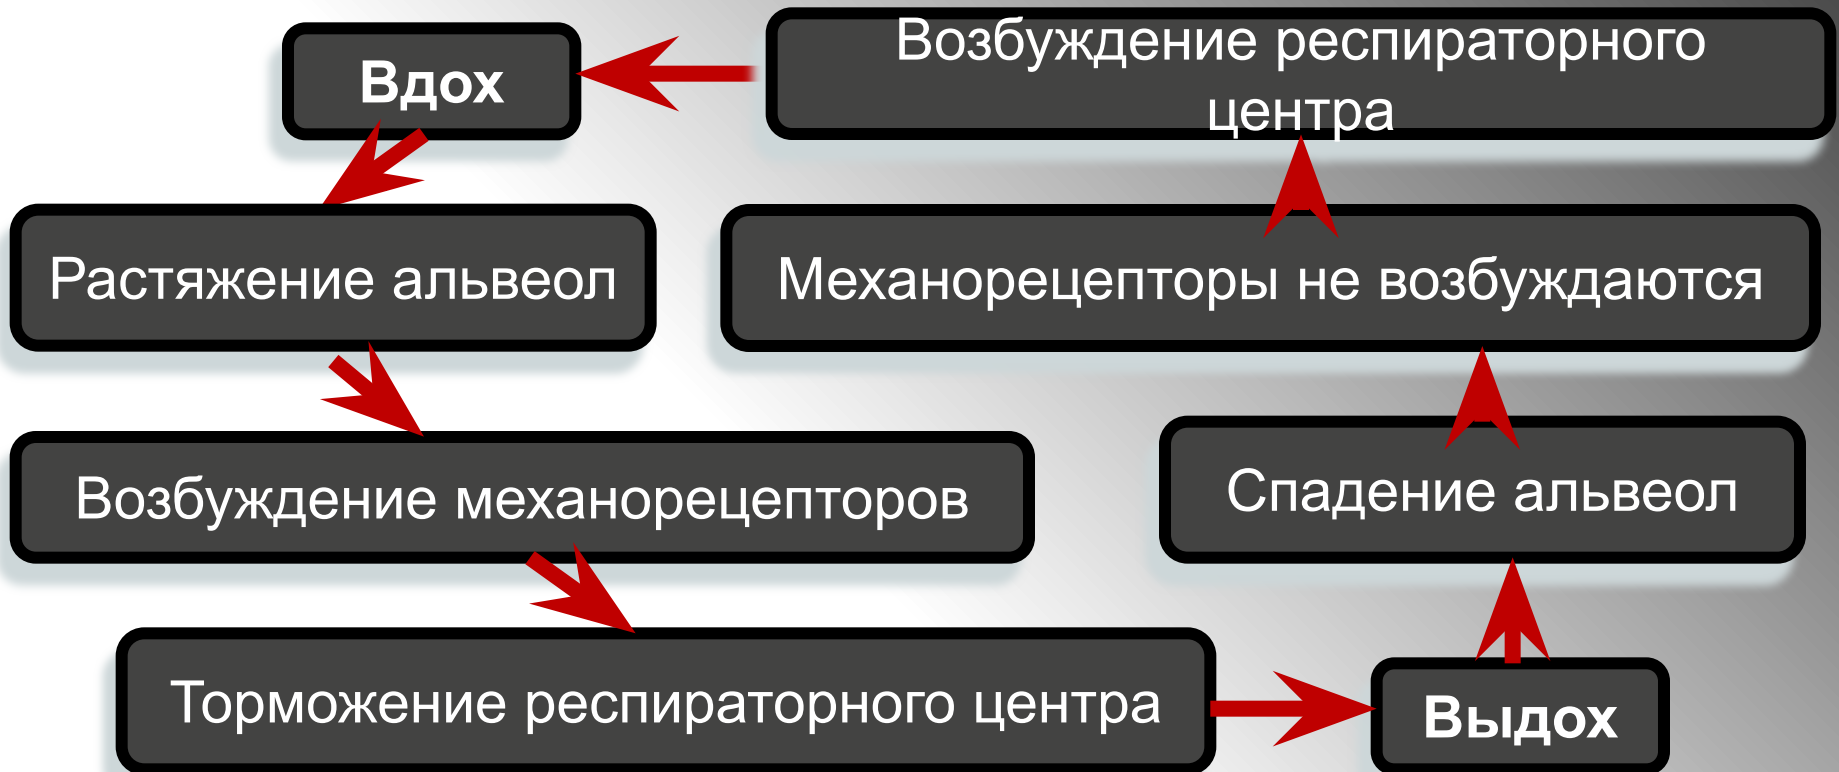 Вдох
Возбуждение респираторного
центра
Растяжение альвеол
Механорецепторы не возбуждаются
Возбуждение механорецепторов
Спадение альвеол
Торможение респираторного центра
Выдох